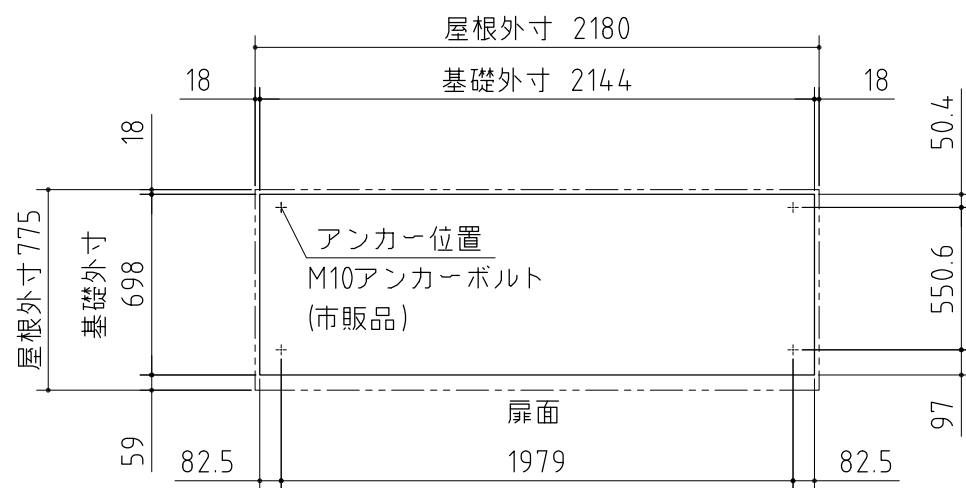 屋根外寸 2180
18
基礎外寸 2144
18
18
50.4
屋根外寸 775
基礎外寸
698
アンカー位置
M10アンカーボルト
(市販品)
550.6
扉面
59
97
82.5
1979
82.5